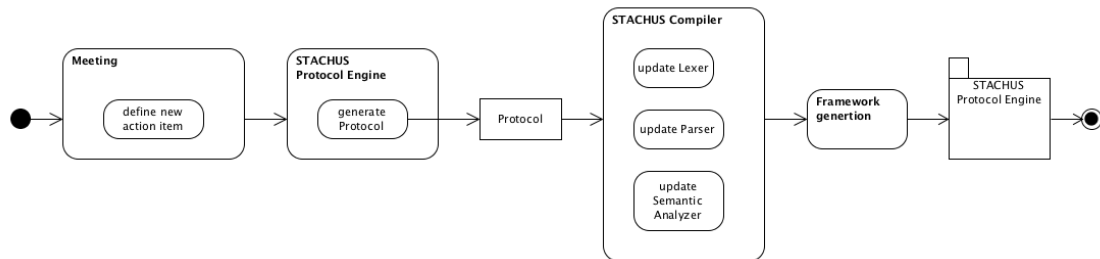 Meeting
define new
action item
STACHUS
Protocol Engine
generate
Protocol
Protocol
STACHUS Compiler
update Lexer
update Parser
update
Semantic
Analyzer
Framework
genertion
STACHUS
Protocol Engine